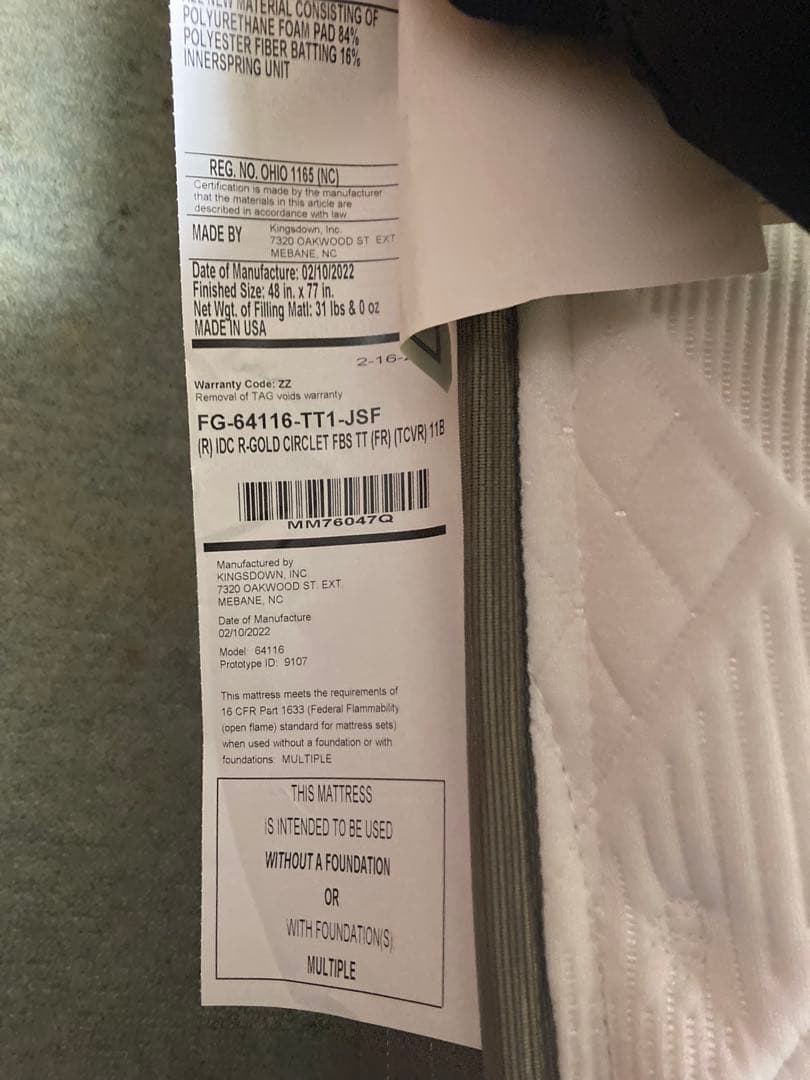 ALL NEW MATERIAL CONSISTING OF
POLYURETHANE FOAM PAD 84%
POLYESTER FIBER BATTING 16%
INNERSPRING UNIT
REG. NO. OHIO 1165 (NC)
Certification is made by the manufacturer
that the materials in this article are
described in accordance with law
MADE BY Kingsdown, Inc.
7320 OAKWOOD ST EXT
MEBANE, NC
Date of Manufacture: 02/10/2022
Finished Size: 48 in. x 77 in.
Net Wgt. of Filling Matl: 31 lbs & 0 oz
MADE IN USA
2-16-
Warranty Code: ZZ
Removal of TAG voids warranty
FG-64116-TT1-JSF
(R) IDC R-GOLD CIRCLET FBS TT (FR) (TCVR) 11B
MM76047Q
Manufactured by
KINGSDOWN, INC.
7320 OAKWOOD ST. EXT
MEBANE, NC
Date of Manufacture
02/10/2022
Model: 64116
Prototype ID: 9107
This mattress meets the requirements of
16 CFR Part 1633 (Federal Flammability
(open flame) standard for mattress sets)
when used without a foundation or with
foundations: MULTIPLE
THIS MATTRESS
IS INTENDED TO BE USED
WITHOUT A FOUNDATION
OR
WITH FOUNDATION(S)
MULTIPLE